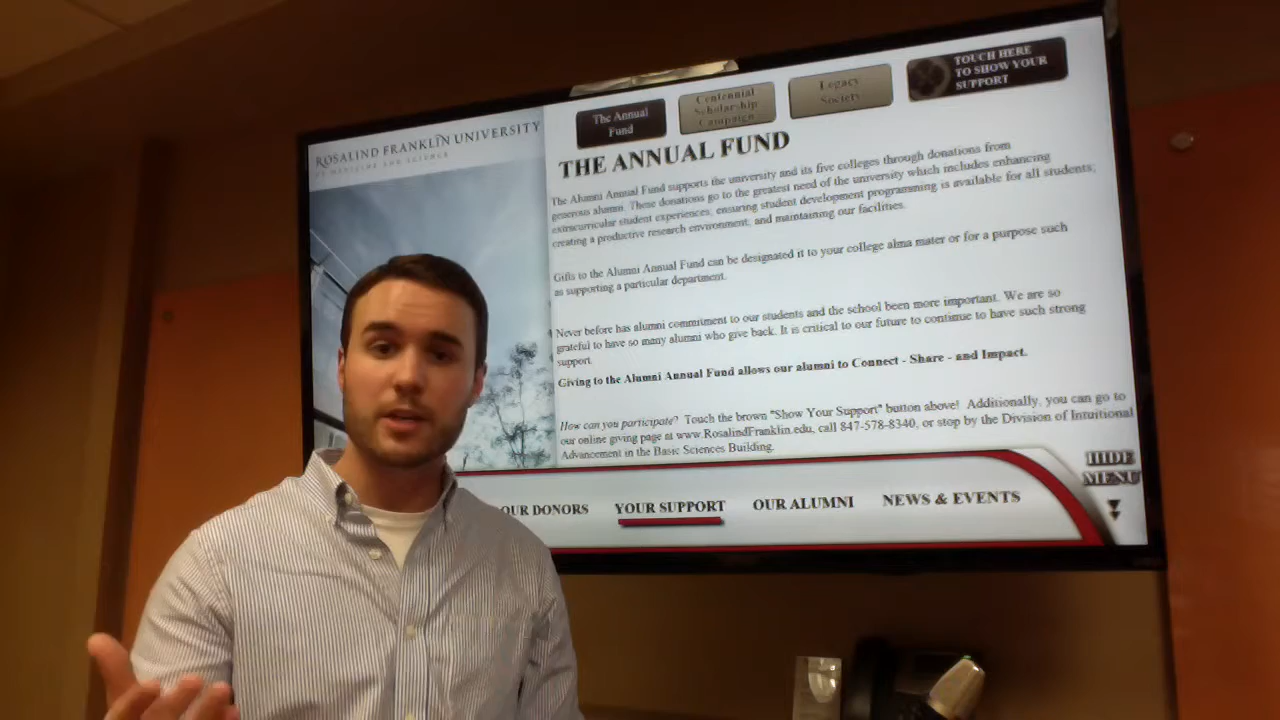 ROSALIND FRANKLIN UNIVERSITY
OF MEDICINE AND SCIENCE
The Annual
Fund
Centennial
Scholarship
Campaign
Legacy
Society
TOUCH HERE
TO SHOW YOUR
SUPPORT
THE ANNUAL FUND
The Alumni Annual Fund supports the university and its five colleges through donations from
generous alumni. These donations go to the greatest need of the university which includes enhancing
extracurricular student experiences; ensuring student development programming is available for all students;
creating a productive research environment; and maintaining our facilities.
Gifts to the Alumni Annual Fund can be designated it to your college alma mater or for a purpose such
as supporting a particular department.
Never before has alumni commitment to our students and the school been more important. We are so
grateful to have so many alumni who give back. It is critical to our future to continue to have such strong
support.
Giving to the Alumni Annual Fund allows our alumni to Connect - Share - and Impact.
How can you participate? Touch the brown "Show Your Support" button above! Additionally, you can go to
our online giving page at www.RosalindFranklin.edu, call 847-578-8340, or stop by the Division of Intuitional
Advancement in the Basic Sciences Building.
HIDE
MENU
OUR DONORS YOUR SUPPORT OUR ALUMNI NEWS & EVENTS